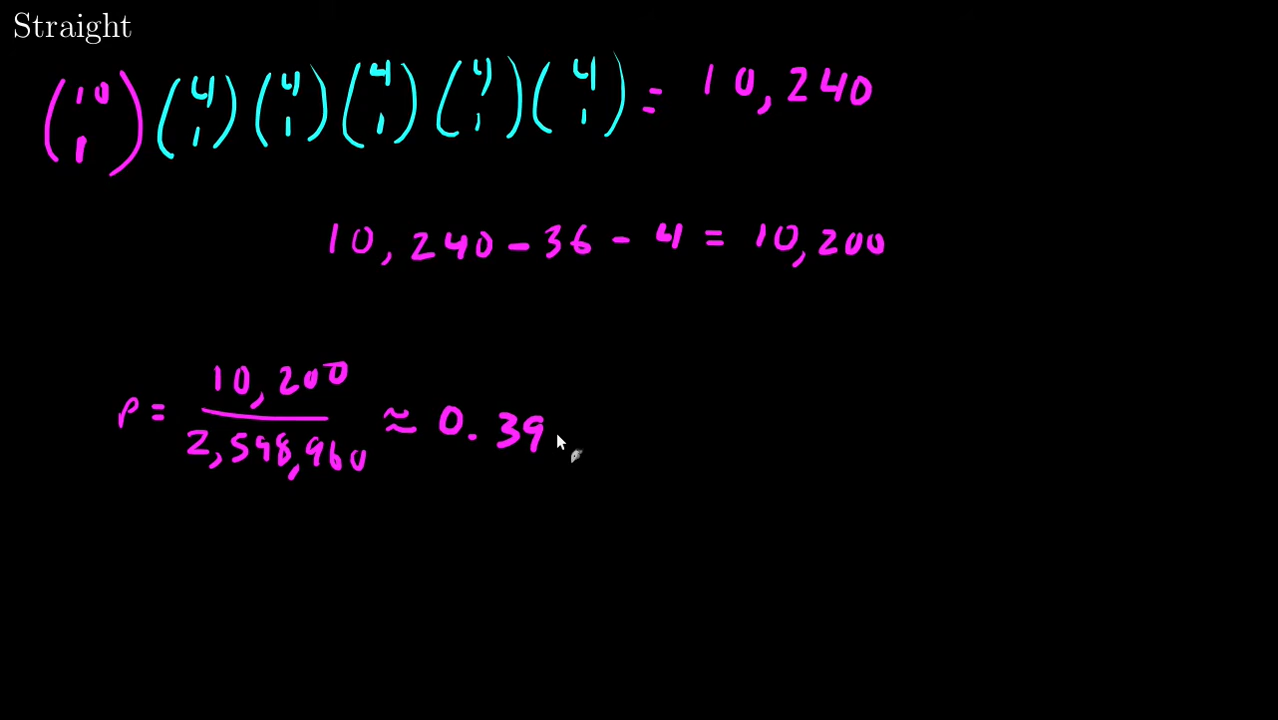 Straight
(10 1) (4 1) (4 1) (4 1) (4 1) (4 1) = 10,240
10,240 - 36 - 4 = 10,200
P = 10,200 / 2,598,960 ≈ 0.39